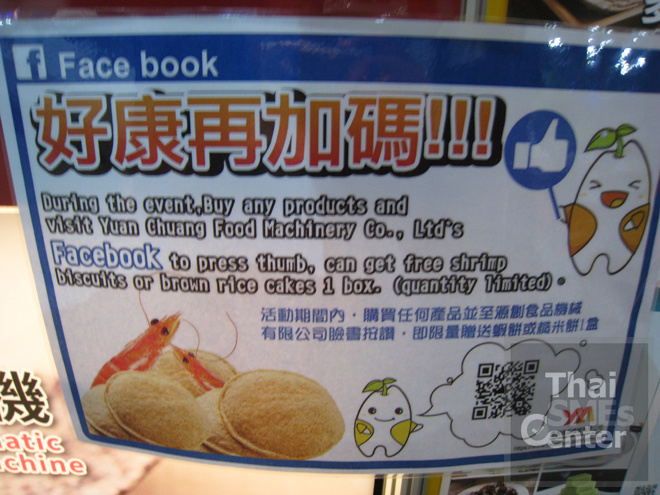 f Face book
好康再加碼!!!
During the event,Buy any products and
visit Yuan Chuang Food Machinery Co., Ltd's
Facebook to press thumb, can get free shrimp
biscuits or brown rice cakes 1 box. (quantity limited)。
活動期間內，購買任何產品並至源創食品機械
有限公司臉書按讚，即限量贈送蝦餅或糙米餅1盒
機
atic
achine
Thai
SMEs
Center